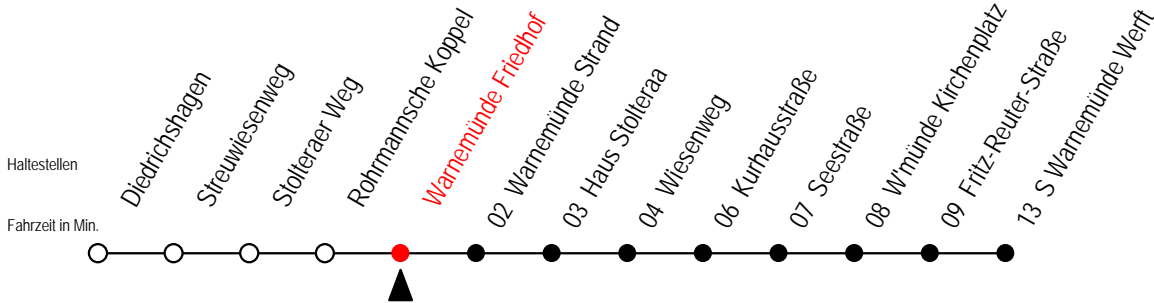 Haltestellen
Fahrzeit in Min.
Diedrichshagen
Streuwiesenweg
Stolteraer Weg
Rohrmannsche Koppel
Warnemünde Friedhof
02 Warnemünde Strand
03 Haus Stolteraa
04 Wiesenweg
06 Kurhausstraße
07 Seestraße
08 W'münde Kirchenplatz
09 Fritz-Reuter-Straße
13 S Warnemünde Werft